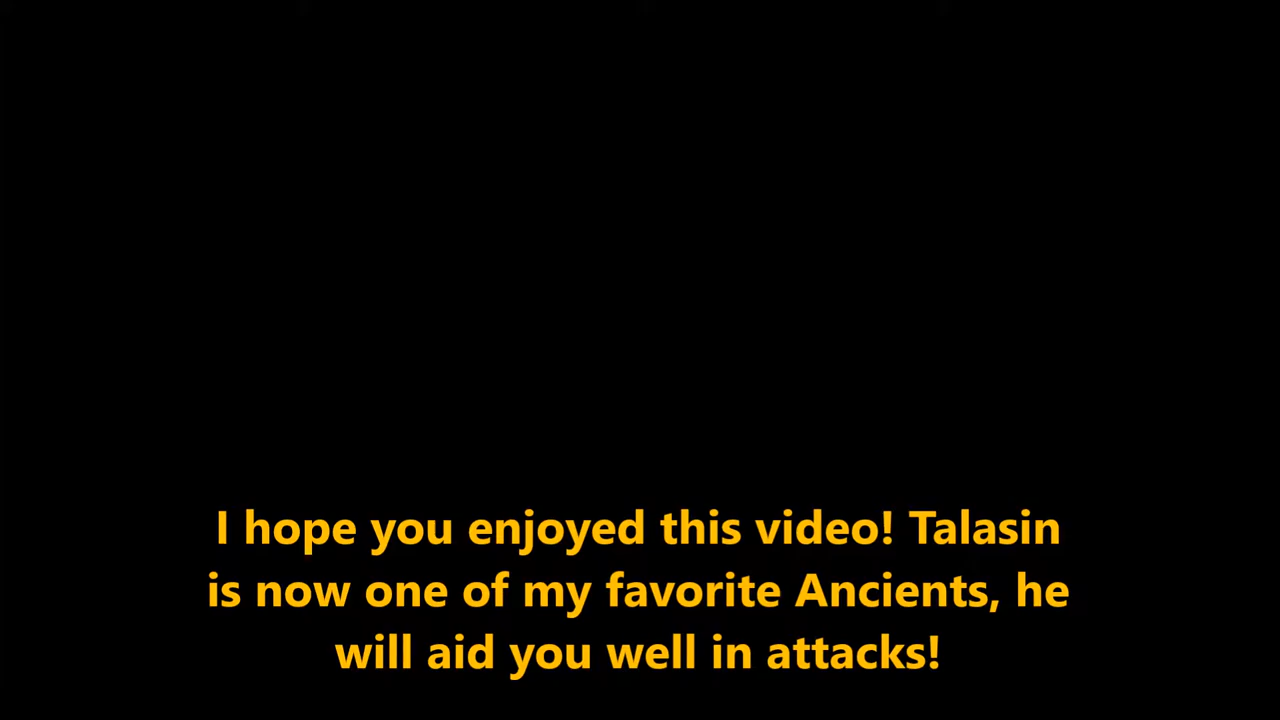 I hope you enjoyed this video! Talasin
is now one of my favorite Ancients, he
will aid you well in attacks!